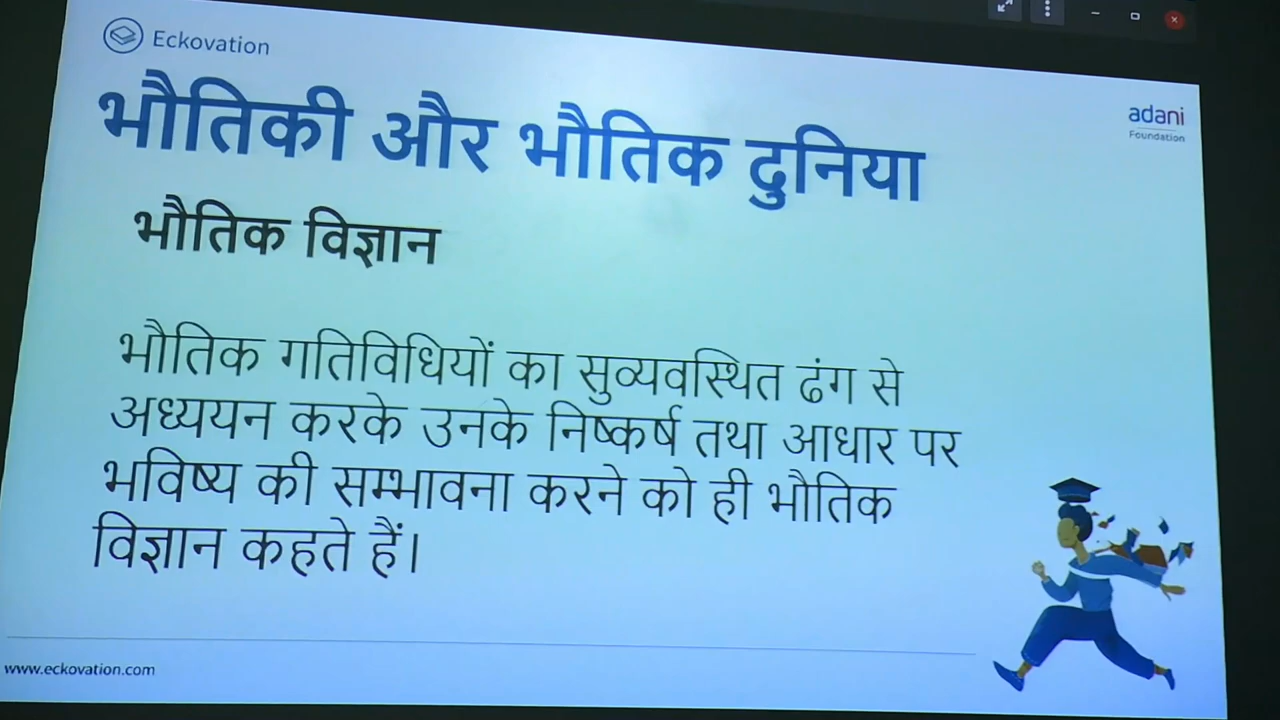 Eckovation
adani
Foundation
भौतिकी और भौतिक दुनिया
भौतिक विज्ञान
भौतिक गतिविधियों का सुव्यवस्थित ढंग से
अध्ययन करके उनके निष्कर्ष तथा आधार पर
भविष्य की सम्भावना करने को ही भौतिक
विज्ञान कहते हैं।
www.eckovation.com